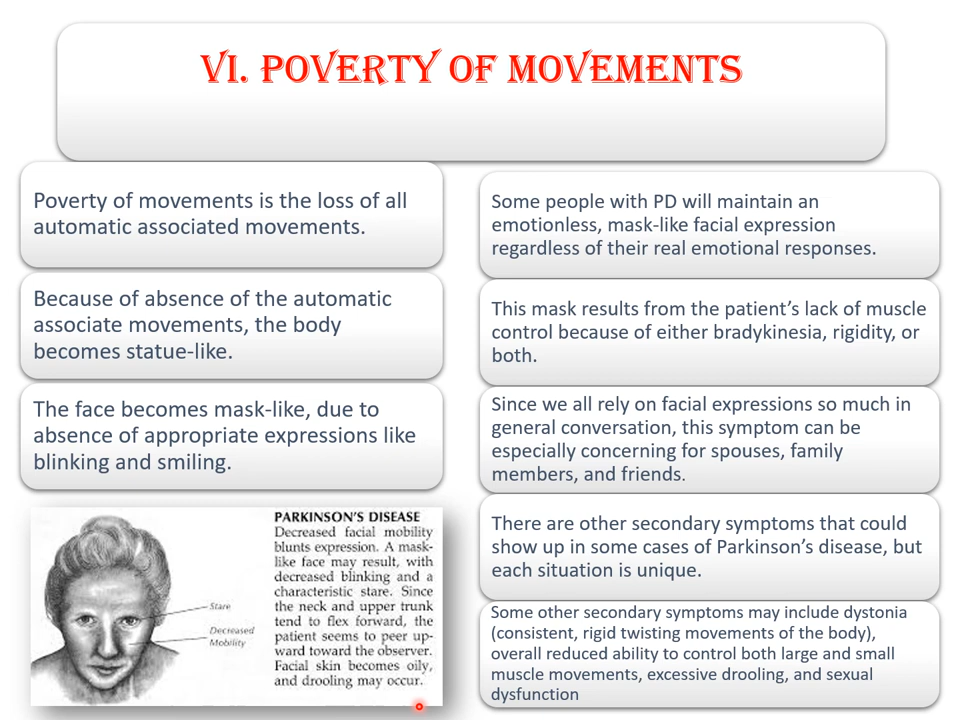 VI. POVERTY OF MOVEMENTS
Poverty of movements is the loss of all
automatic associated movements.
Because of absence of the automatic
associate movements, the body
becomes statue-like.
The face becomes mask-like, due to
absence of appropriate expressions like
blinking and smiling.
PARKINSON'S DISEASE
Decreased facial mobility
blunts expression. A mask-
like face may result, with
decreased blinking and a
characteristic stare. Since
the neck and upper trunk
tend to flex forward, the
patient seems to peer up-
ward toward the observer.
Facial skin becomes oily,
and drooling may occur.
Stare
Decreased
Mobility
Some people with PD will maintain an
emotionless, mask-like facial expression
regardless of their real emotional responses.
This mask results from the patient’s lack of muscle
control because of either bradykinesia, rigidity, or
both.
Since we all rely on facial expressions so much in
general conversation, this symptom can be
especially concerning for spouses, family
members, and friends.
There are other secondary symptoms that could
show up in some cases of Parkinson’s disease, but
each situation is unique.
Some other secondary symptoms may include dystonia
(consistent, rigid twisting movements of the body),
overall reduced ability to control both large and small
muscle movements, excessive drooling, and sexual
dysfunction